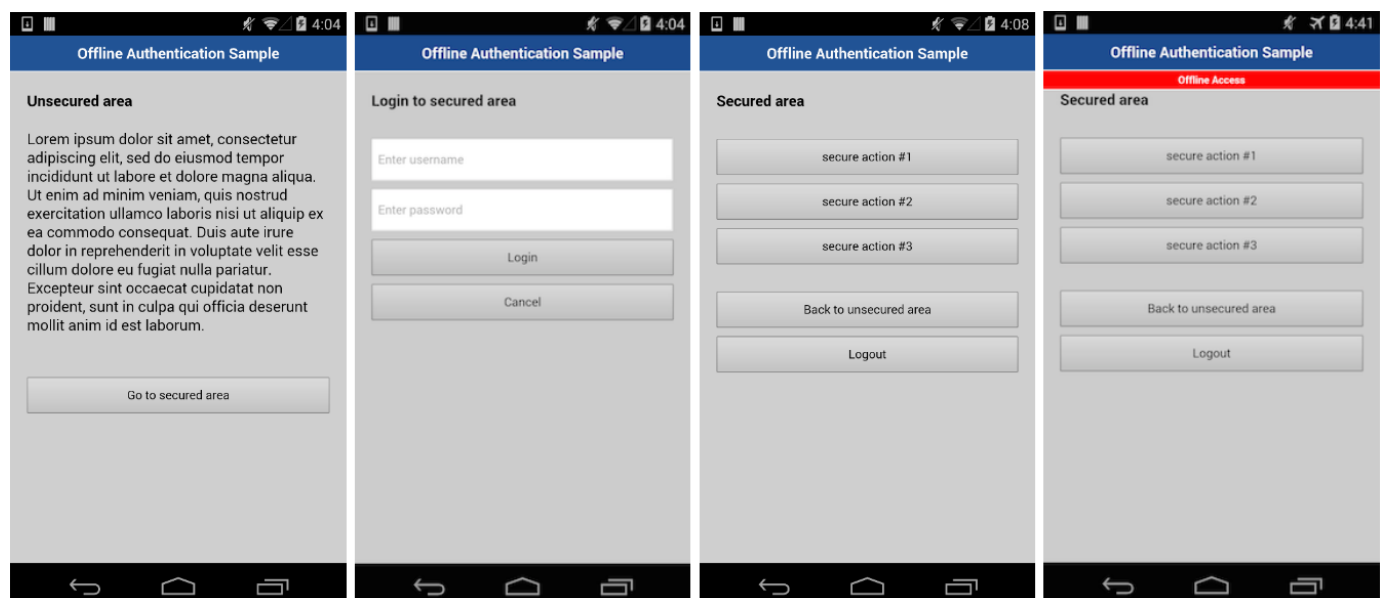 4:04
Offline Authentication Sample
Unsecured area
Lorem ipsum dolor sit amet, consectetur
adipiscing elit, sed do eiusmod tempor
incididunt ut labore et dolore magna aliqua.
Ut enim ad minim veniam, quis nostrud
exercitation ullamco laboris nisi ut aliquip ex
ea commodo consequat. Duis aute irure
dolor in reprehenderit in voluptate velit esse
cillum dolore eu fugiat nulla pariatur.
Excepteur sint occaecat cupidatat non
proident, sunt in culpa qui officia deserunt
mollit anim id est laborum.
Go to secured area
4:04
Offline Authentication Sample
Login to secured area
Enter username
Enter password
Login
Cancel
4:08
Offline Authentication Sample
Secured area
secure action #1
secure action #2
secure action #3
Back to unsecured area
Logout
4:41
Offline Authentication Sample
Offline Access
Secured area
secure action #1
secure action #2
secure action #3
Back to unsecured area
Logout